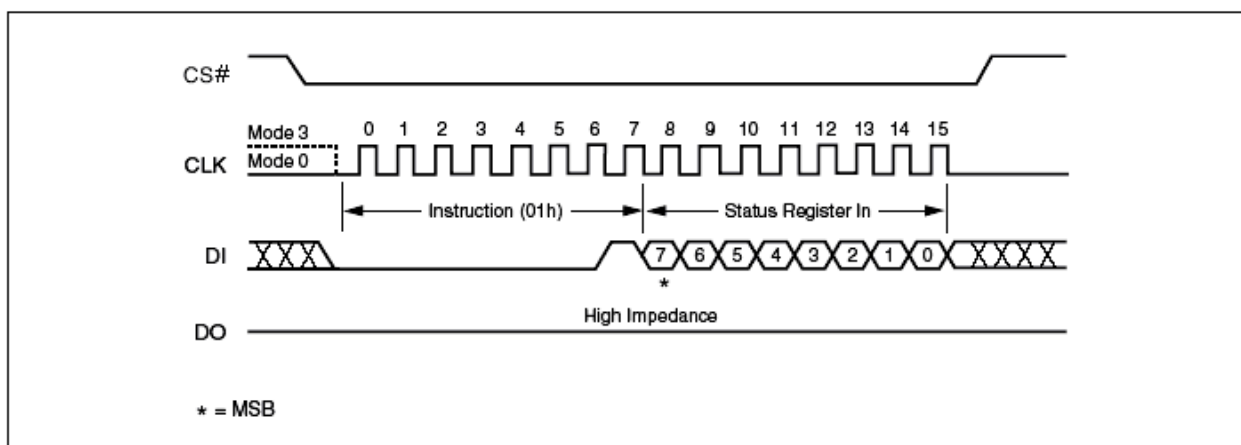 CS#
Mode 3 0 1 2 3 4 5 6 7 8 9 10 11 12 13 14 15
CLK Mode 0
Instruction (01h) Status Register In
DI 7 6 5 4 3 2 1 0
*
High Impedance
DO
* = MSB